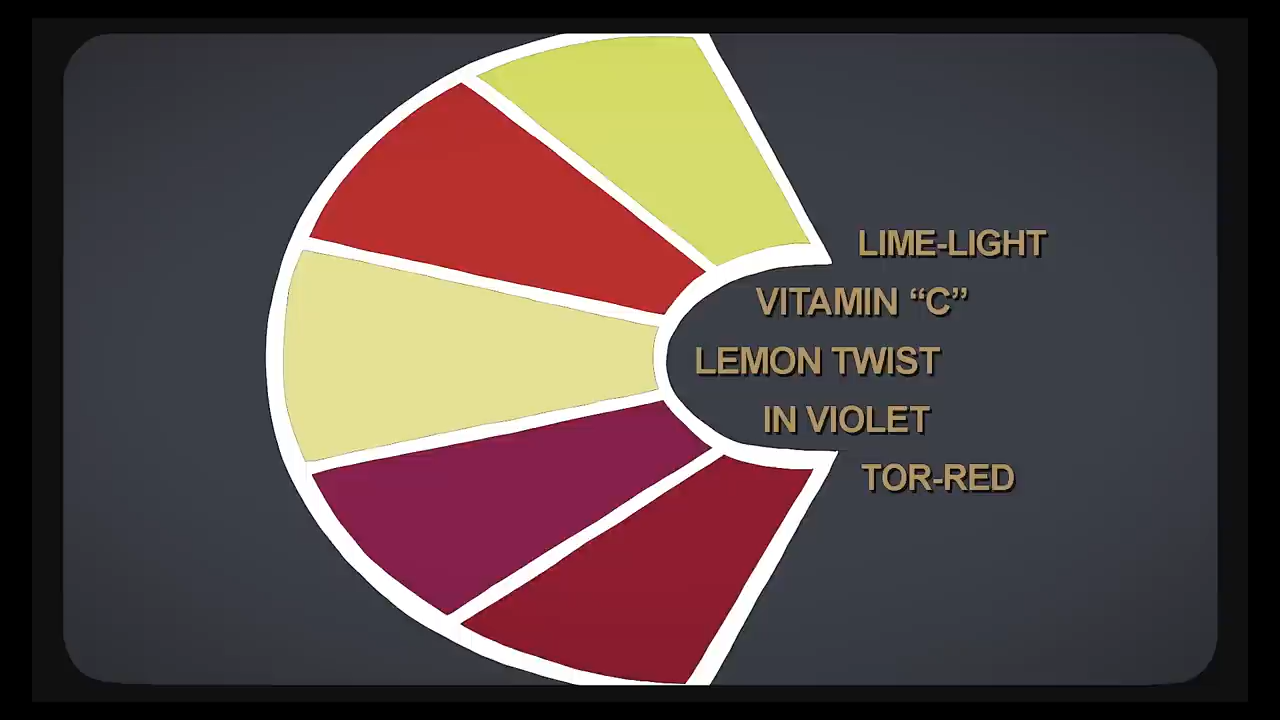 LIME-LIGHT
VITAMIN “C”
LEMON TWIST
IN VIOLET
TOR-RED